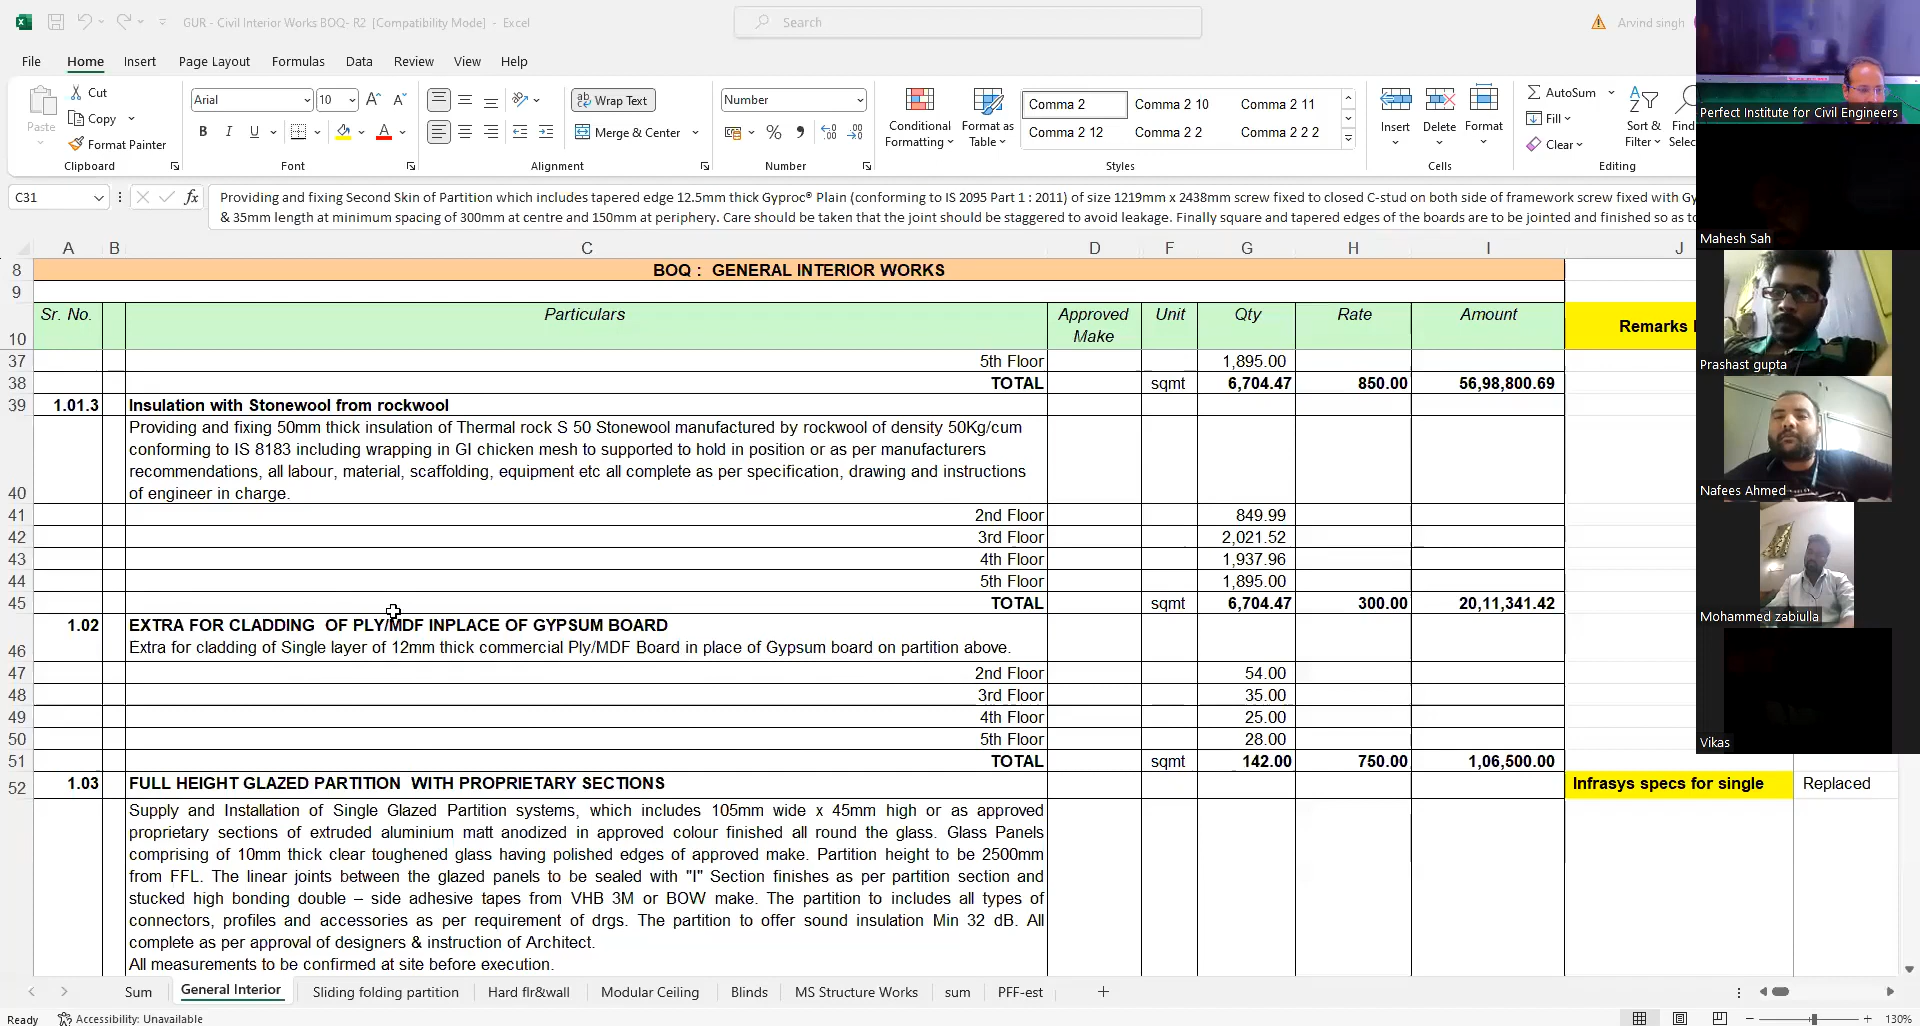 GUR - Civil Interior Works BOQ- R2 [Compatibility Mode] - Excel
Search
Arvind singh
File Home Insert Page Layout Formulas Data Review View Help
Paste
Cut
Copy
Format Painter
Clipboard
Arial 10
B I U
Font
Wrap Text
Merge & Center
Alignment
Number
Number
Conditional Formatting
Format as Table
Comma 2 Comma 2 10 Comma 2 11
Comma 2 12 Comma 2 2 Comma 2 2 2
Styles
Insert Delete Format
Cells
AutoSum
Fill
Clear
Sort & Filter
Find
Selec
Editing
C31
fx
Providing and fixing Second Skin of Partition which includes tapered edge 12.5mm thick Gyproc® Plain (conforming to IS 2095 Part 1 : 2011) of size 1219mm x 2438mm screw fixed to closed C-stud on both side of framework screw fixed with Gy
& 35mm length at minimum spacing of 300mm at centre and 150mm at periphery. Care should be taken that the joint should be staggered to avoid leakage. Finally square and tapered edges of the boards are to be jointed and finished so as to
A B C D F G H I J
8 BOQ : GENERAL INTERIOR WORKS
9
10 Sr. No. Particulars Approved Make Unit Qty Rate Amount Remarks
37 5th Floor 1,895.00
38 TOTAL sqmt 6,704.47 850.00 56,98,800.69
39 1.01.3 Insulation with Stonewool from rockwool
Providing and fixing 50mm thick insulation of Thermal rock S 50 Stonewool manufactured by rockwool of density 50Kg/cum
conforming to IS 8183 including wrapping in GI chicken mesh to supported to hold in position or as per manufacturers
recommendations, all labour, material, scaffolding, equipment etc all complete as per specification, drawing and instructions
40 of engineer in charge.
41 2nd Floor 849.99
42 3rd Floor 2,021.52
43 4th Floor 1,937.96
44 5th Floor 1,895.00
45 TOTAL sqmt 6,704.47 300.00 20,11,341.42
1.02 EXTRA FOR CLADDING OF PLY/MDF INPLACE OF GYPSUM BOARD
46 Extra for cladding of Single layer of 12mm thick commercial Ply/MDF Board in place of Gypsum board on partition above.
47 2nd Floor 54.00
48 3rd Floor 35.00
49 4th Floor 25.00
50 5th Floor 28.00
51 TOTAL sqmt 142.00 750.00 1,06,500.00
52 1.03 FULL HEIGHT GLAZED PARTITION WITH PROPRIETARY SECTIONS Infrasys specs for single Replaced
Supply and Installation of Single Glazed Partition systems, which includes 105mm wide x 45mm high or as approved
proprietary sections of extruded aluminium matt anodized in approved colour finished all round the glass. Glass Panels
comprising of 10mm thick clear toughened glass having polished edges of approved make. Partition height to be 2500mm
from FFL. The linear joints between the glazed panels to be sealed with "I" Section finishes as per partition section and
stucked high bonding double – side adhesive tapes from VHB 3M or BOW make. The partition to includes all types of
connectors, profiles and accessories as per requirement of drgs. The partition to offer sound insulation Min 32 dB. All
complete as per approval of designers & instruction of Architect.
All measurements to be confirmed at site before execution.
Sum General Interior Sliding folding partition Hard flr&wall Modular Ceiling Blinds MS Structure Works sum PFF-est
Ready Accessibility: Unavailable 130%
Perfect Institute for Civil Engineers
Mahesh Sah
Prashast gupta
Nafees Ahmed
Mohammed zabiulla
Vikas